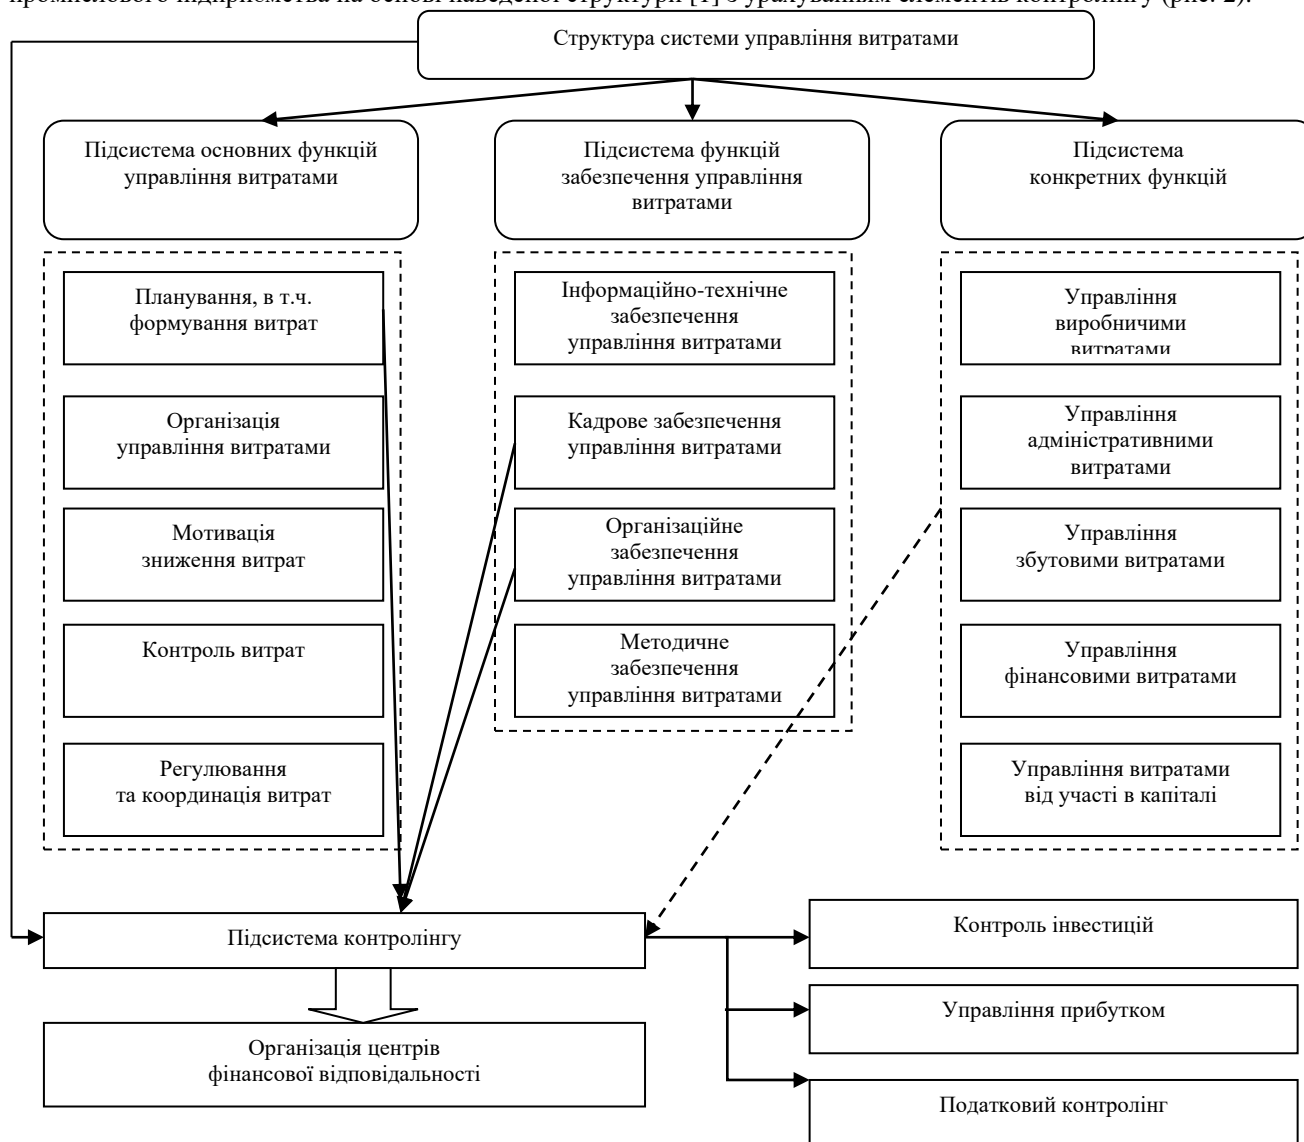 промислового підприємства на основі наведеної структури [1] з урахуванням елементів контролінгу (рис. 2).
Структура системи управління витратами
Підсистема основних функцій
управління витратами
Підсистема функцій
забезпечення управління
витратами
Підсистема
конкретних функцій
Планування, в т.ч.
формування витрат
Організація
управління витратами
Мотивація
зниження витрат
Контроль витрат
Регулювання
та координація витрат
Інформаційно-технічне
забезпечення
управління витратами
Кадрове забезпечення
управління витратами
Організаційне
забезпечення
управління витратами
Методичне
забезпечення
управління витратами
Управління
виробничими
витратами
Управління
адміністративними
витратами
Управління
збутовими витратами
Управління
фінансовими витратами
Управління витратами
від участі в капіталі
Підсистема контролінгу
Організація центрів
фінансової відповідальності
Контроль інвестицій
Управління прибутком
Податковий контролінг